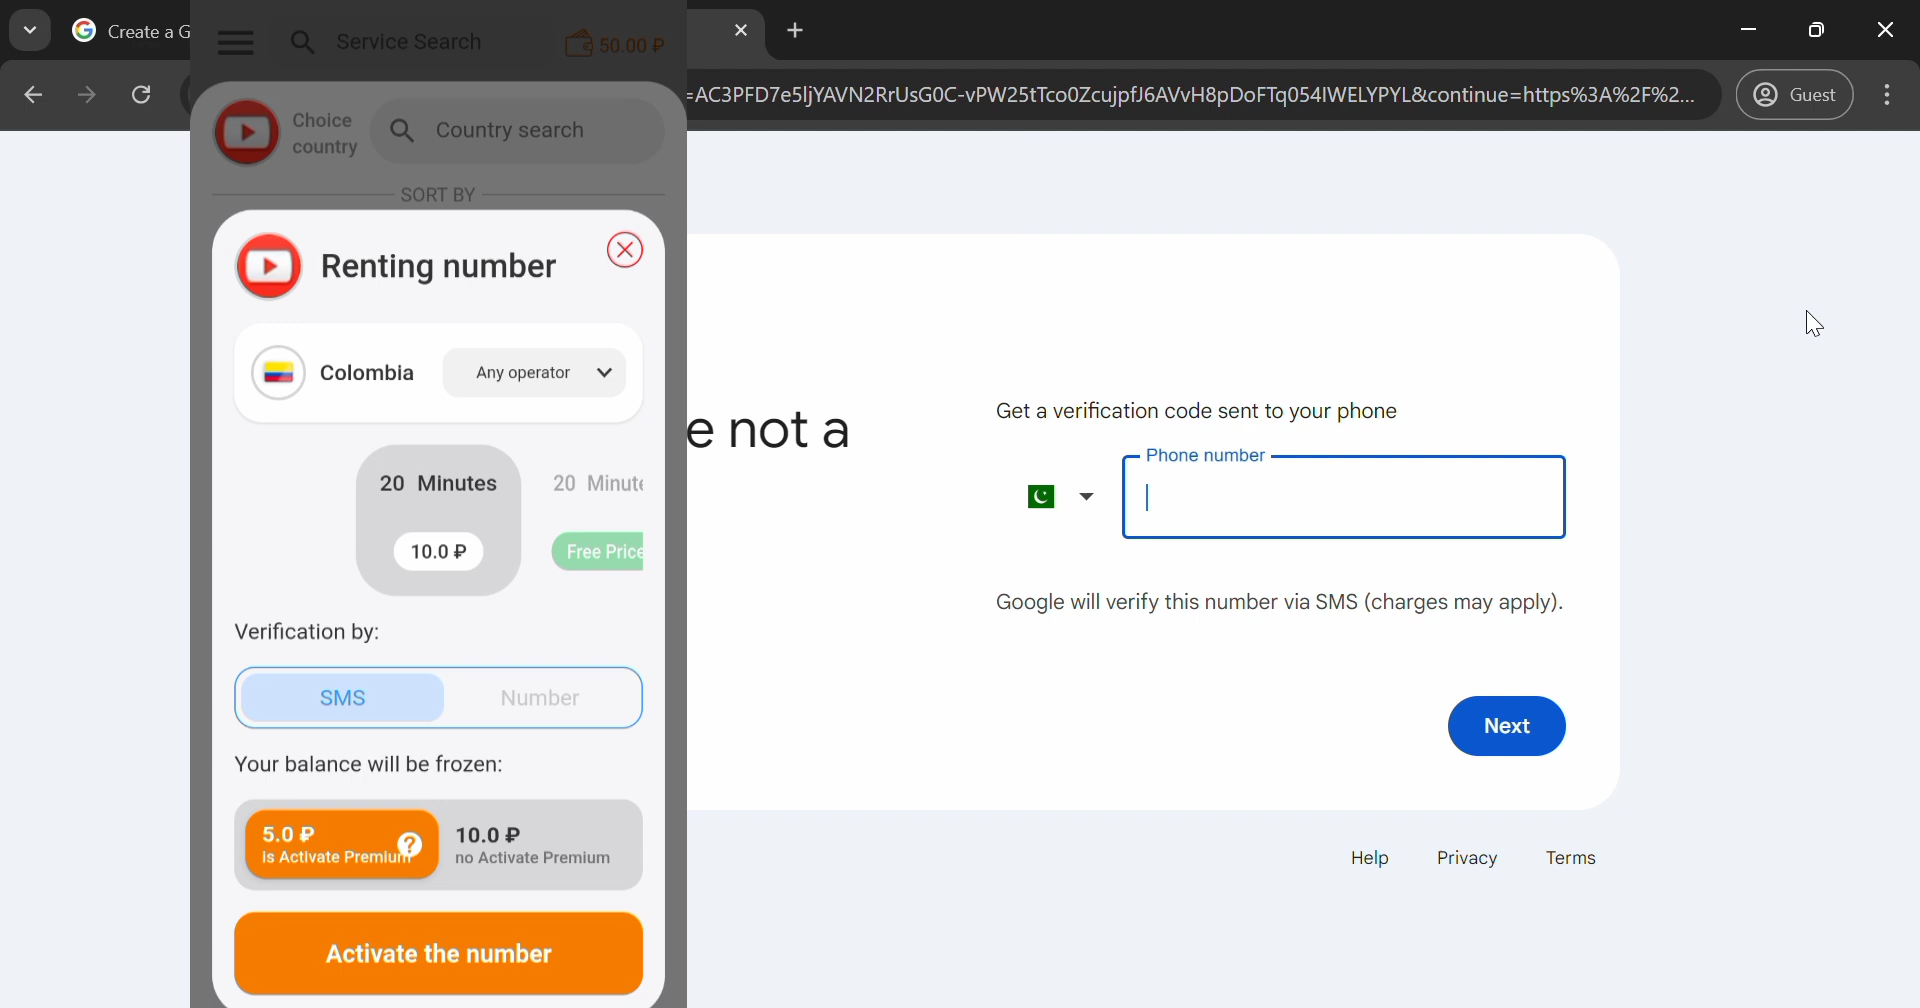 Create a G
Service Search
50.00 ₽
=AC3PFD7e5ljYAVN2RrUsG0C-vPW25tTco0ZcujpfJ6AVvH8pDoFTq054IWELYPYL&continue=https%3A%2F%2...
Guest
Choice
country
Country search
SORT BY
Renting number
Colombia
Any operator
20 Minutes
20 Minute
10.0 ₽
Free Price
Verification by:
SMS
Number
Your balance will be frozen:
5.0 ₽
is Activate Premium
?
10.0 ₽
no Activate Premium
Activate the number
e not a
Get a verification code sent to your phone
Phone number
Google will verify this number via SMS (charges may apply).
Next
Help
Privacy
Terms